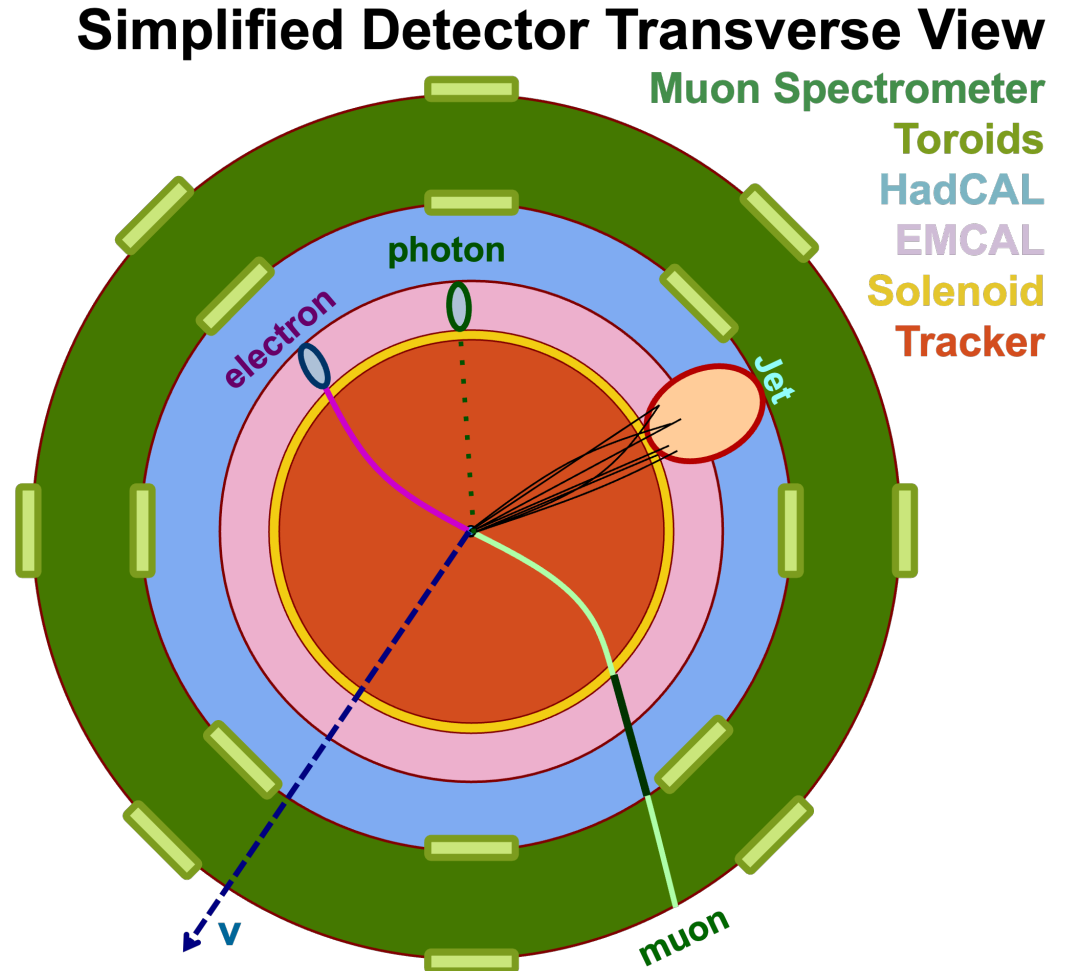 Simplified Detector Transverse View
Muon Spectrometer
Toroids
HadCAL
EMCAL
Solenoid
Tracker
photon
electron
Jet
ν
muon